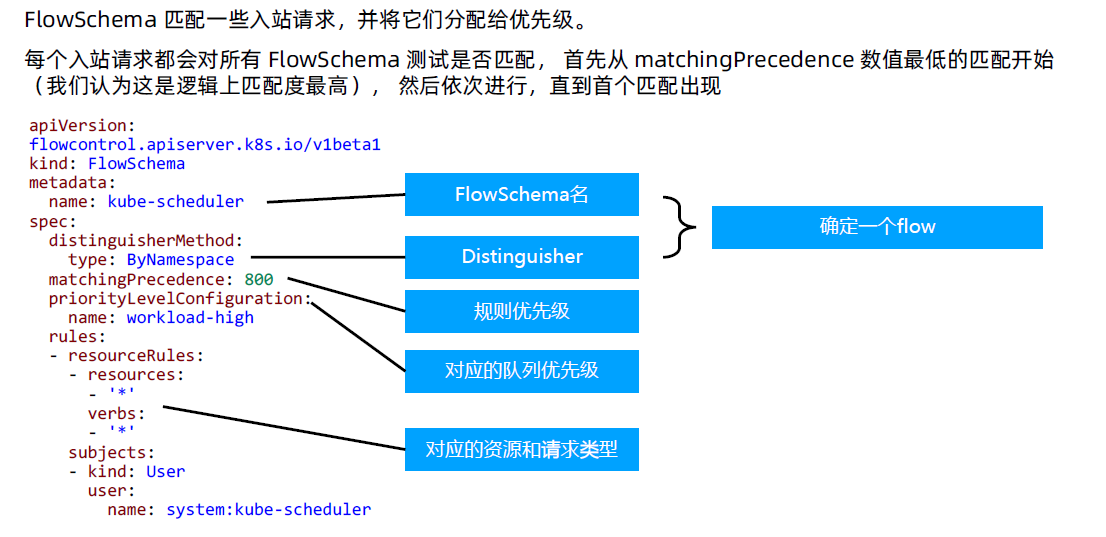 FlowSchema 匹配一些入站请求，并将它们分配给优先级。
每个入站请求都会对所有 FlowSchema 测试是否匹配， 首先从 matchingPrecedence 数值最低的匹配开始
（我们认为这是逻辑上匹配度最高）， 然后依次进行，直到首个匹配出现
apiVersion:
flowcontrol.apiserver.k8s.io/v1beta1
kind: FlowSchema
metadata:
  name: kube-scheduler
spec:
  distinguisherMethod:
    type: ByNamespace
  matchingPrecedence: 800
  priorityLevelConfiguration:
    name: workload-high
  rules:
  - resourceRules:
    - resources:
      - '*'
      verbs:
      - '*'
    subjects:
    - kind: User
      user:
        name: system:kube-scheduler
FlowSchema名
Distinguisher
规则优先级
对应的队列优先级
对应的资源和请求类型
确定一个flow